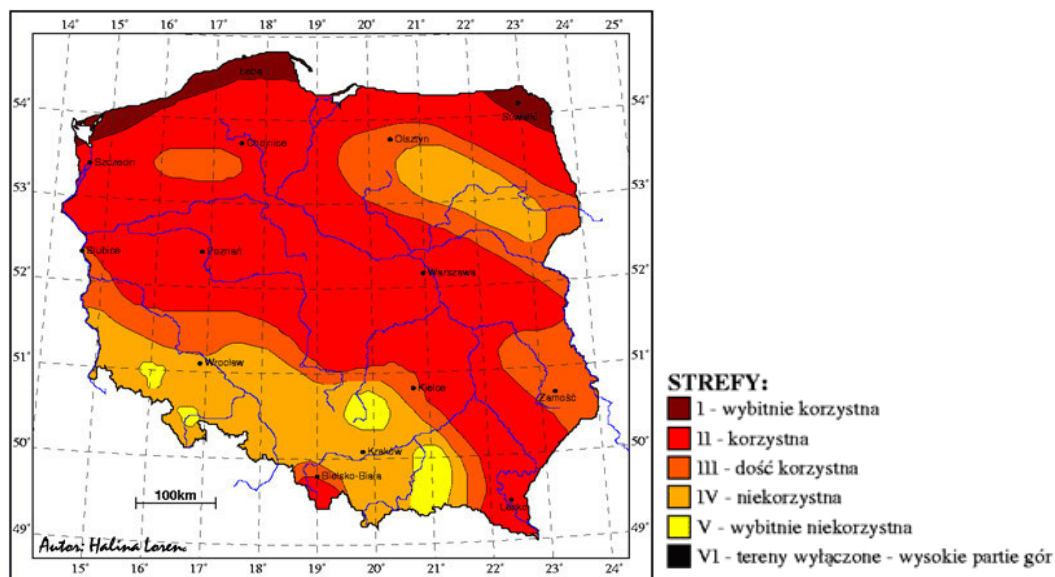 14° 15° 16° 17° 18° 19° 20° 21° 22° 23° 24° 25°
Łeba
54° 54°
Suwałki
Chojnice Olsztyn
Szczecin
53° 53°
Słubice Poznań
52° Warszawa 52°
51° Wrocław 51°
Kielce
Zamość
50° Kraków 50°
Bielsko-Biała
100km
Lesko
49° 49°
Autor: Halina Lorenc
15° 16° 17° 18° 19° 20° 21° 22° 23° 24°
STREFY:
I - wybitnie korzystna
II - korzystna
III - dość korzystna
IV - niekorzystna
V - wybitnie niekorzystna
VI - tereny wyłączone - wysokie partie gór